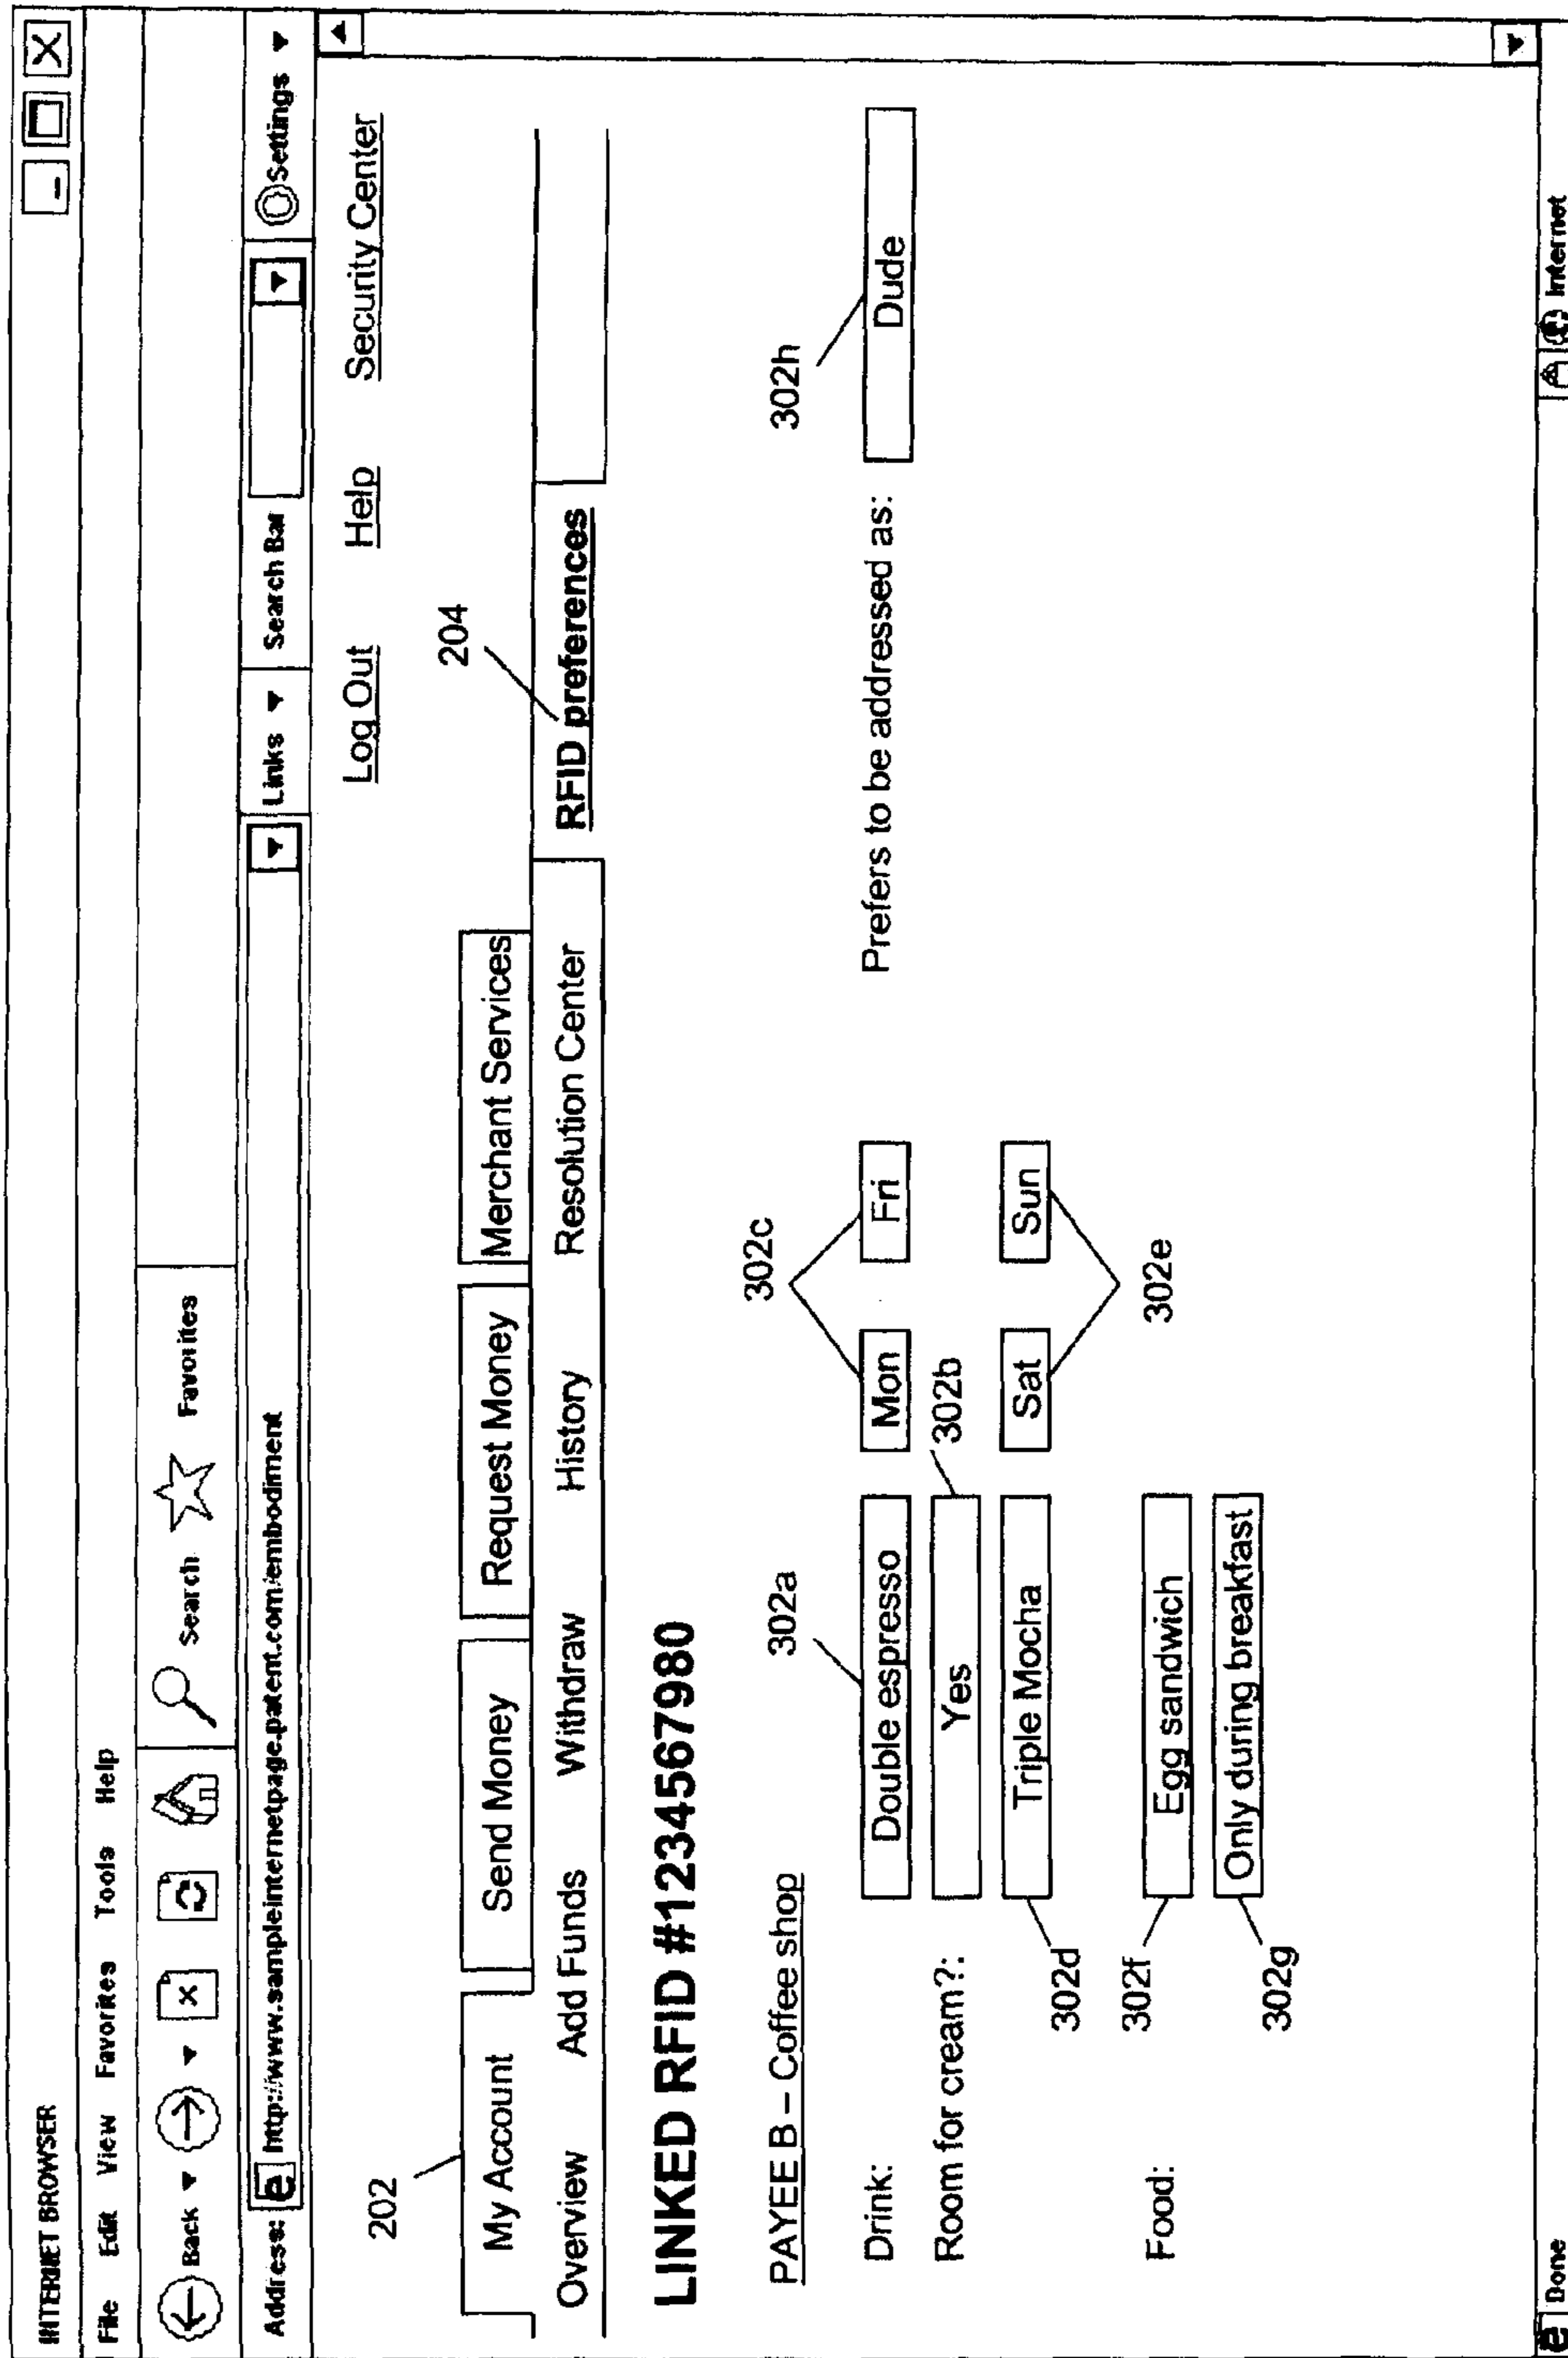 INTERNET BROWSER
File Edit View Favorites Tools Help
Back Search Favorites
Address: http://www.sampleinternetpage.patent.com/embodiment Links Search Bar Settings
Log Out Help Security Center
202 204
My Account Send Money Request Money Merchant Services
Overview Add Funds Withdraw History Resolution Center RFID preferences
LINKED RFID #1234567980
302a 302c 302h
PAYEE B – Coffee shop
Drink: Double espresso Mon Fri Prefers to be addressed as: Dude
302b
Room for cream?: Yes
Triple Mocha Sat Sun
302d
302f 302e
Food: Egg sandwich
Only during breakfast
302g
Done Internet